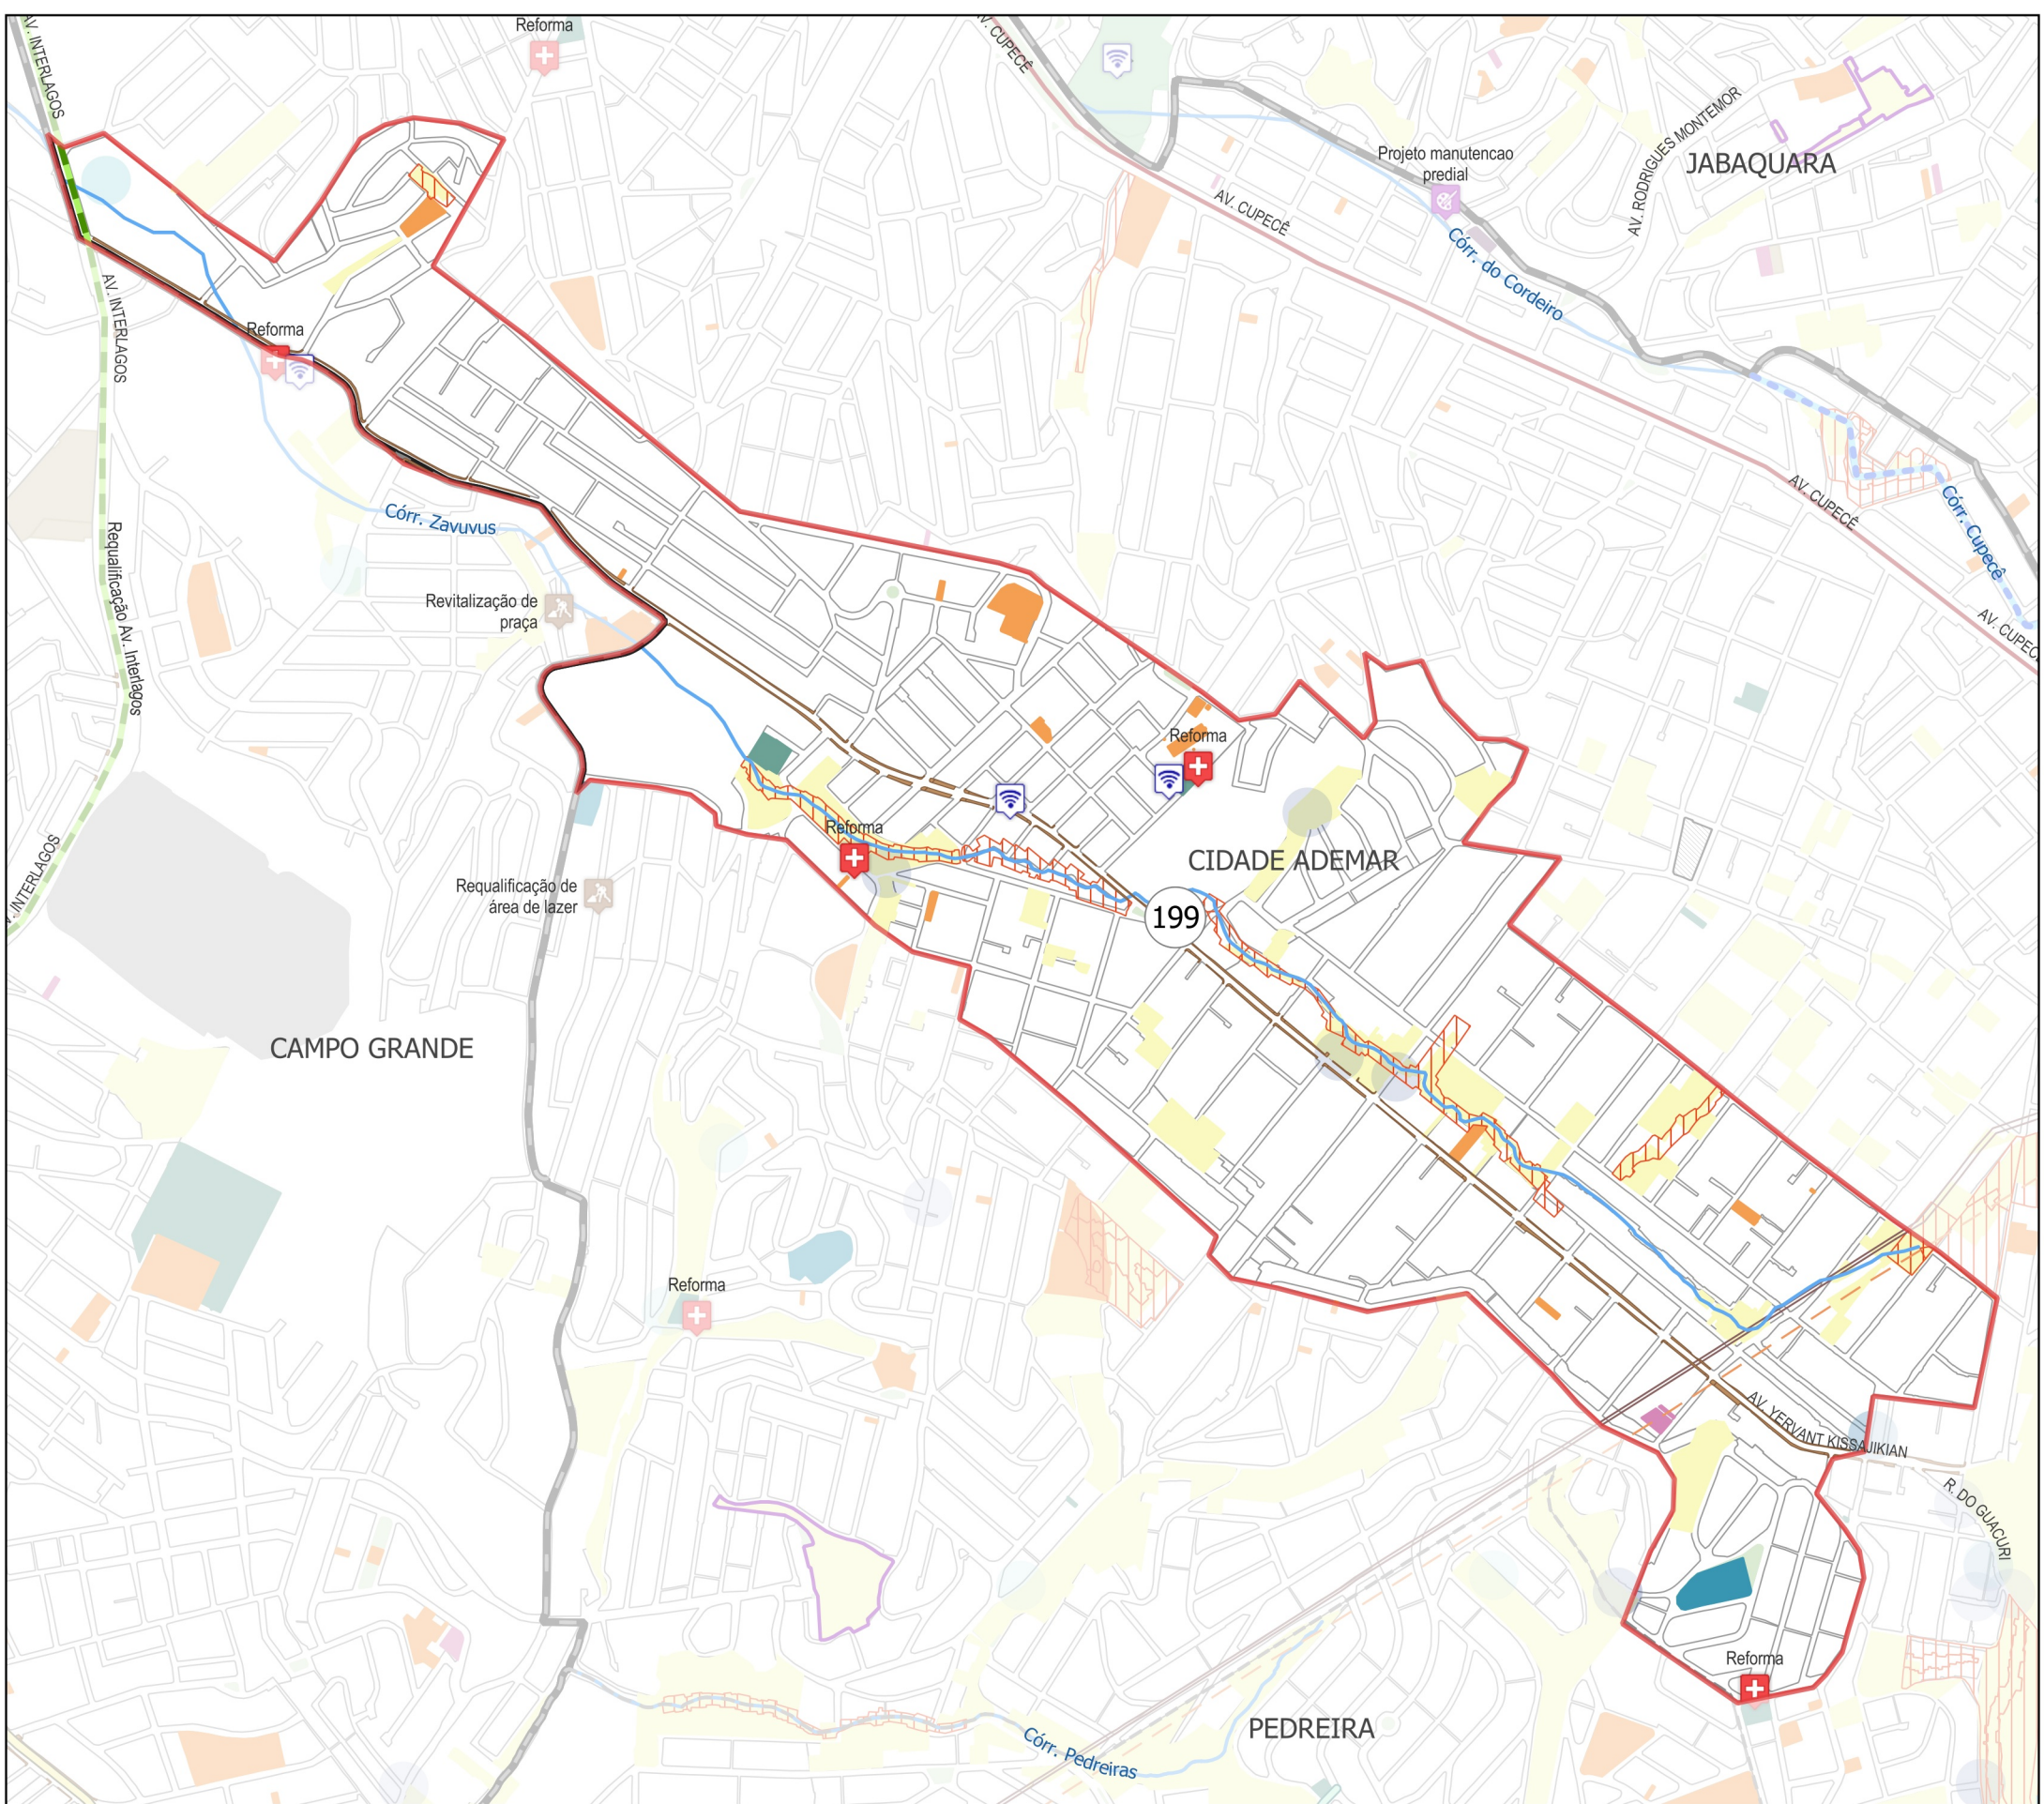 Reforma
AV. INTERLAGOS
AV. CUPECÊ
Projeto manutencao
predial
AV. RODRIGUES MONTEMOR
JABAQUARA
AV. CUPECÊ
Córr. do Cordeiro
AV. INTERLAGOS
Reforma
AV. CUPECÊ
Córr. Cupecê
Córr. Zavuvus
Requalificação Av. Interlagos
Revitalização de
praça
AV. CUPEC
Reforma
Reforma
CIDADE ADEMAR
Requalificação de
área de lazer
199
V. INTERLAGOS
CAMPO GRANDE
Reforma
AV. YERVANT KISSAJIKIAN
R. DO GUACURI
Reforma
PEDREIRA
Córr. Pedreiras